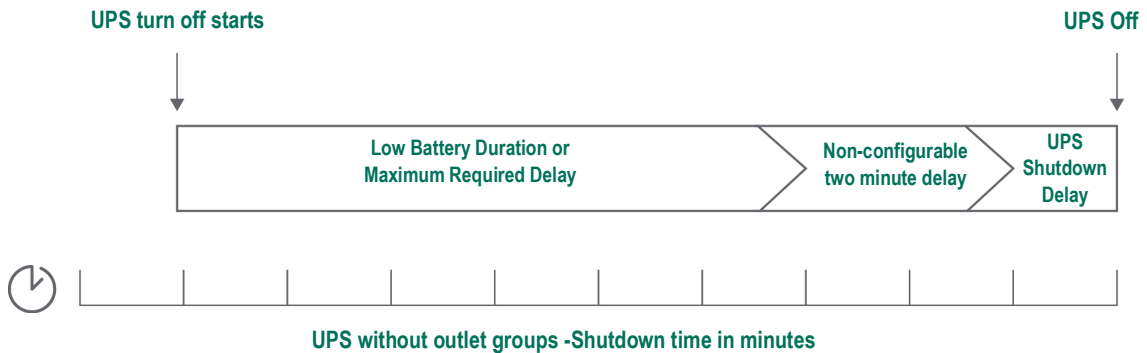 UPS turn off starts
UPS Off
Low Battery Duration or
Maximum Required Delay
Non-configurable
two minute delay
UPS
Shutdown
Delay
UPS without outlet groups -Shutdown time in minutes